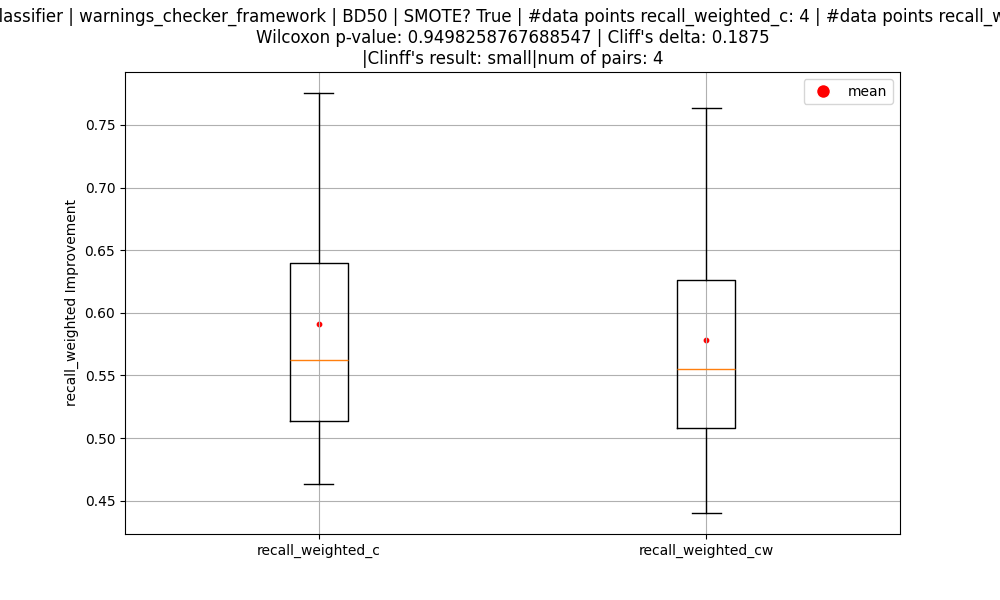 lassifier | warnings_checker_framework | BD50 | SMOTE? True | #data points recall_weighted_c: 4 | #data points recall_w
Wilcoxon p-value: 0.9498258767688547 | Cliff's delta: 0.1875
|Clinff's result: small|num of pairs: 4
mean
0.75
0.70
0.65
0.60
0.55
0.50
0.45
recall_weighted Improvement
recall_weighted_c
recall_weighted_cw